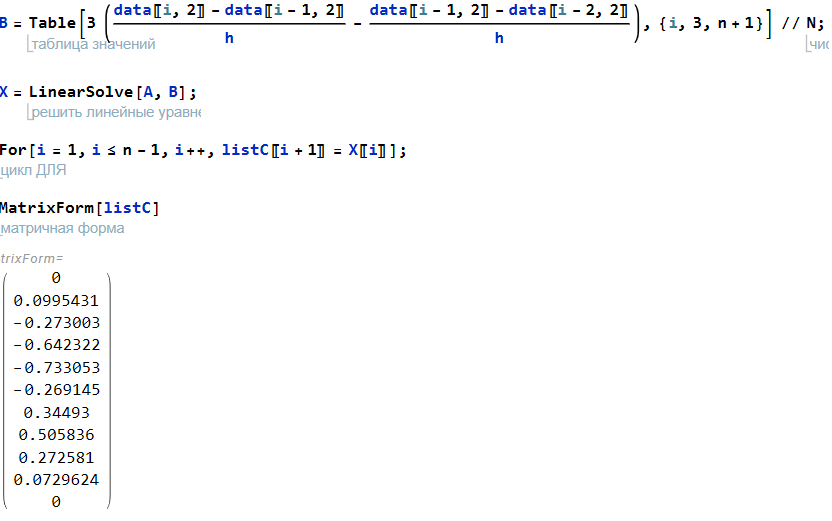 B = Table[3 (data〚i, 2〛 - data〚i - 1, 2〛/h - data〚i - 1, 2〛 - data〚i - 2, 2〛/h), {i, 3, n + 1}] // N;
таблица значений чис
X = LinearSolve[A, B];
решить линейные уравне
For[i = 1, i ≤ n - 1, i++, listC〚i + 1〛 = X〚i〛];
цикл ДЛЯ
MatrixForm[listC]
матричная форма
trixForm=
0
0.0995431
-0.273003
-0.642322
-0.733053
-0.269145
0.34493
0.505836
0.272581
0.0729624
0